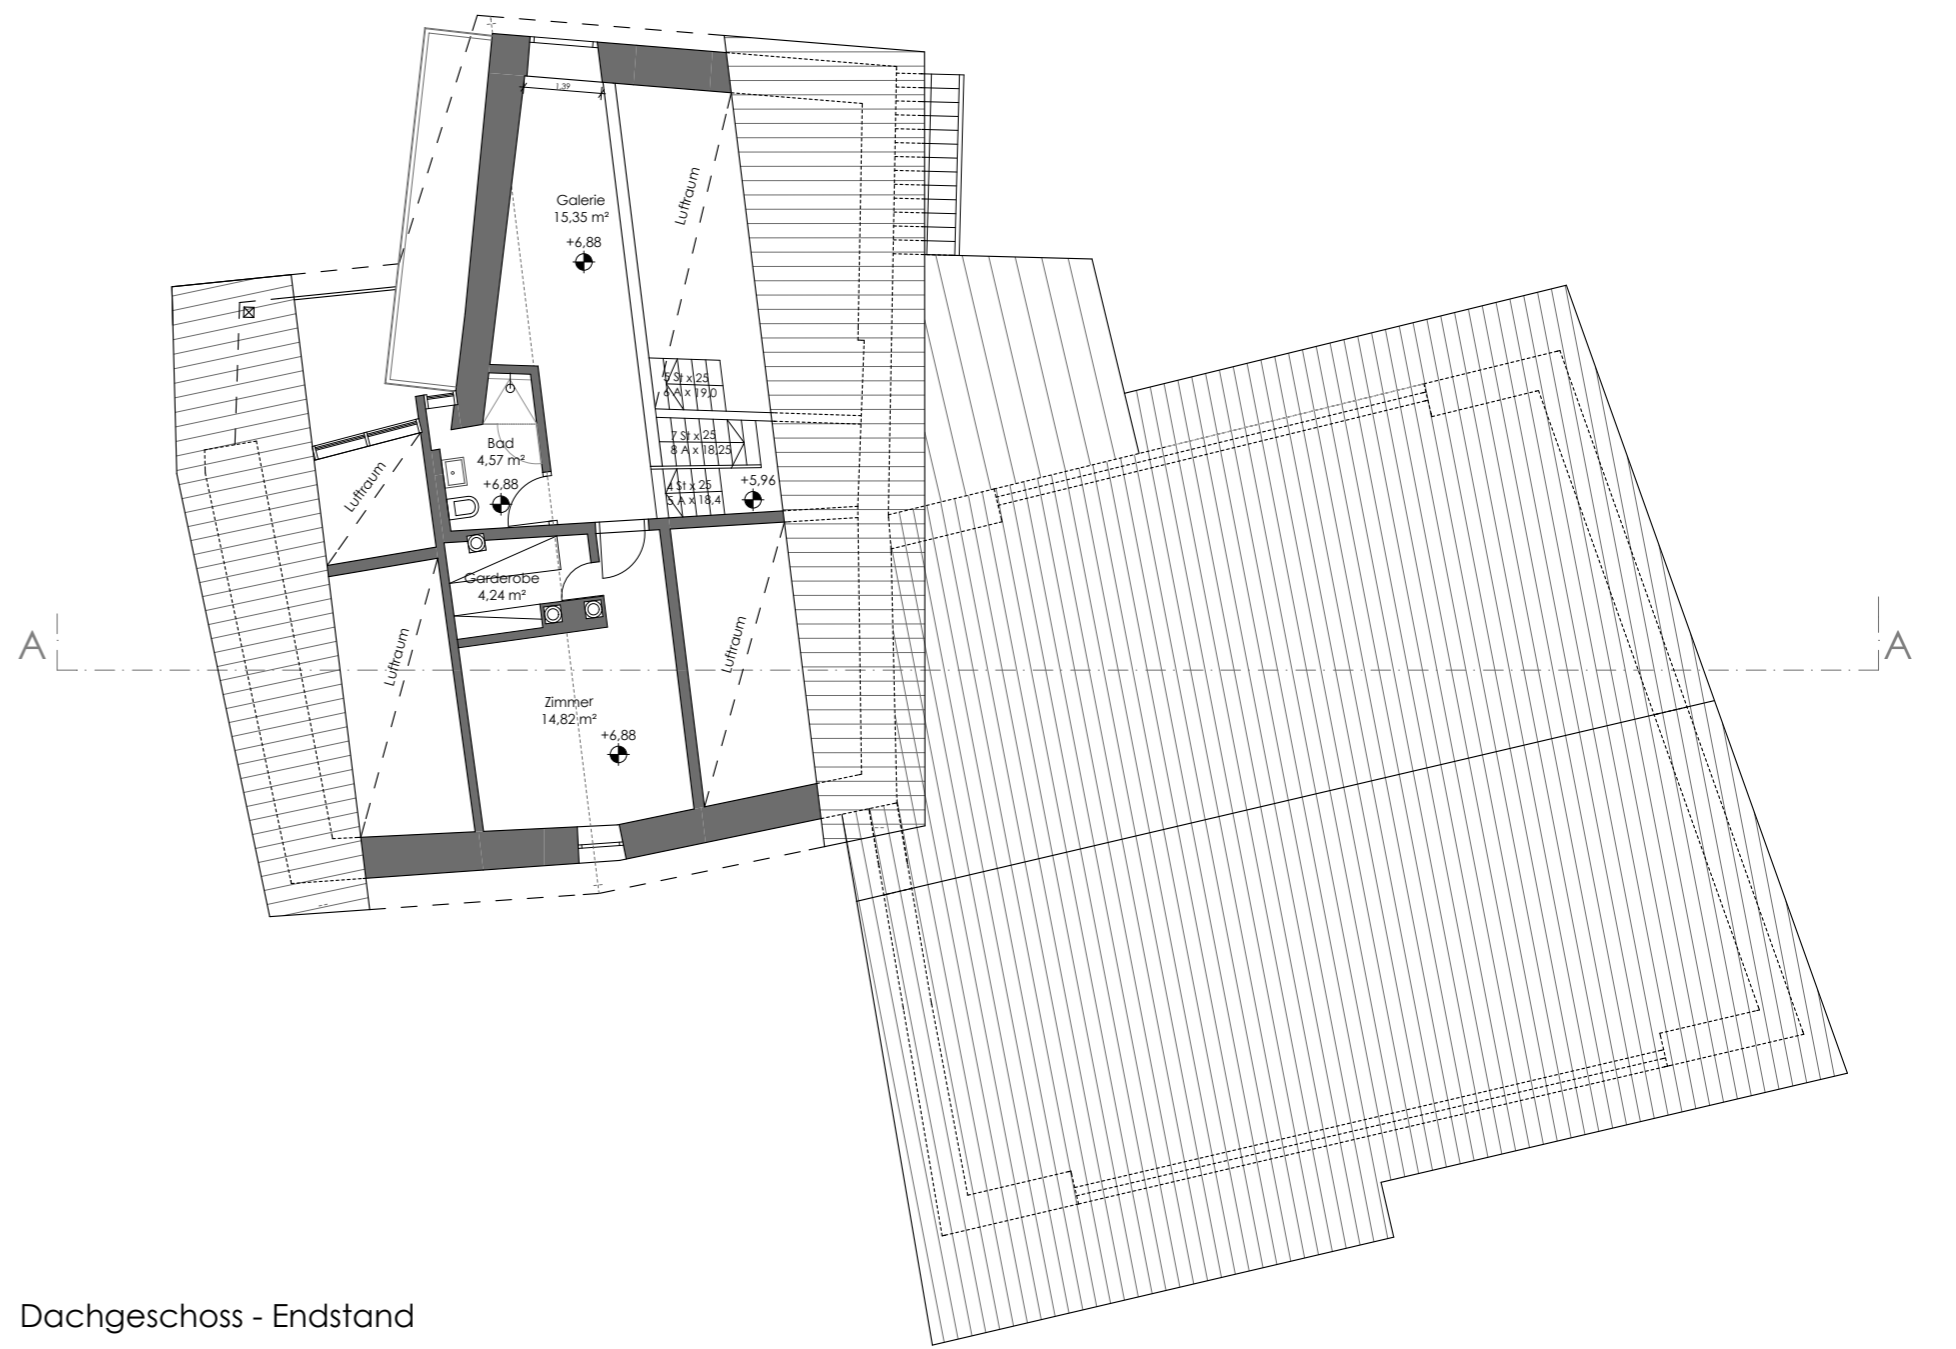 1,39
Luftraum
Galerie
15,35 m²
+6,88
5 St x 25
6 A x 19,0
7 St x 25
8 A x 18,25
4 St x 25
5 A x 18,4
+5,96
Bad
4,57 m²
+6,88
Luftraum
Garderobe
4,24 m²
Luftraum
Luftraum
A
A
Zimmer
14,82 m²
+6,88
Dachgeschoss - Endstand